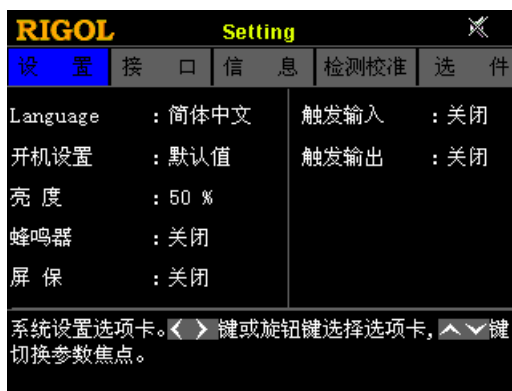 RIGOL Setting
设 置 接 口 信 息 检测校准 选 件
Language : 简体中文 触发输入 : 关闭
开机设置 : 默认值 触发输出 : 关闭
亮 度 : 50 %
蜂鸣器 : 关闭
屏 保 : 关闭
系统设置选项卡。键或旋钮键选择选项卡, 键
切换参数焦点。